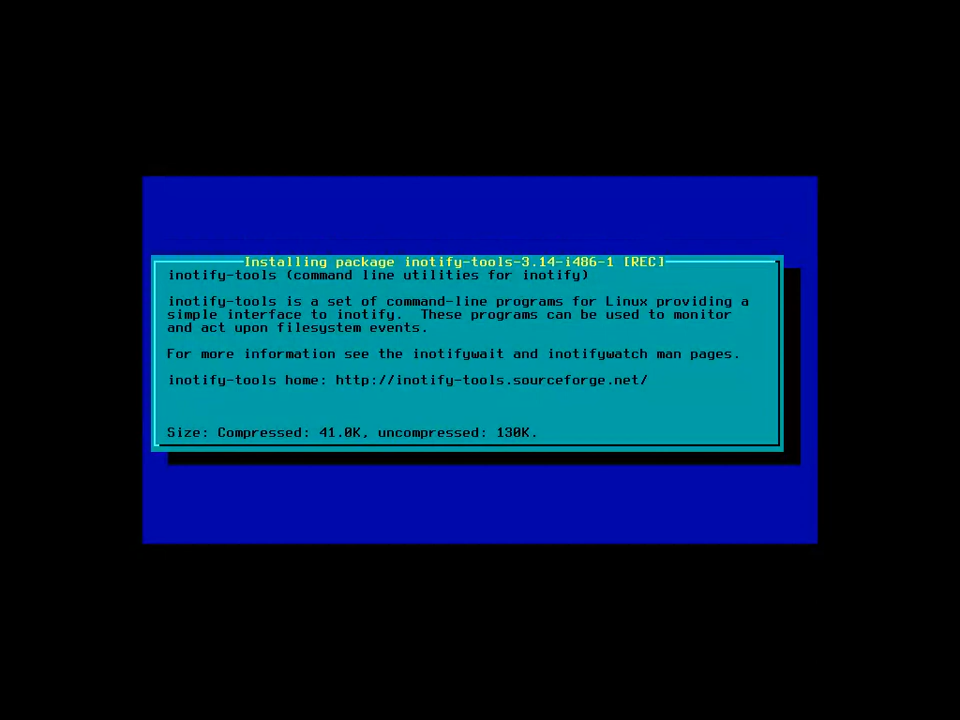 Installing package inotify-tools-3.14-i486-1 [REC]
inotify-tools (command line utilities for inotify)
inotify-tools is a set of command-line programs for Linux providing a
simple interface to inotify.  These programs can be used to monitor
and act upon filesystem events.
For more information see the inotifywait and inotifywatch man pages.
inotify-tools home: http://inotify-tools.sourceforge.net/
Size: Compressed: 41.0K, uncompressed: 130K.